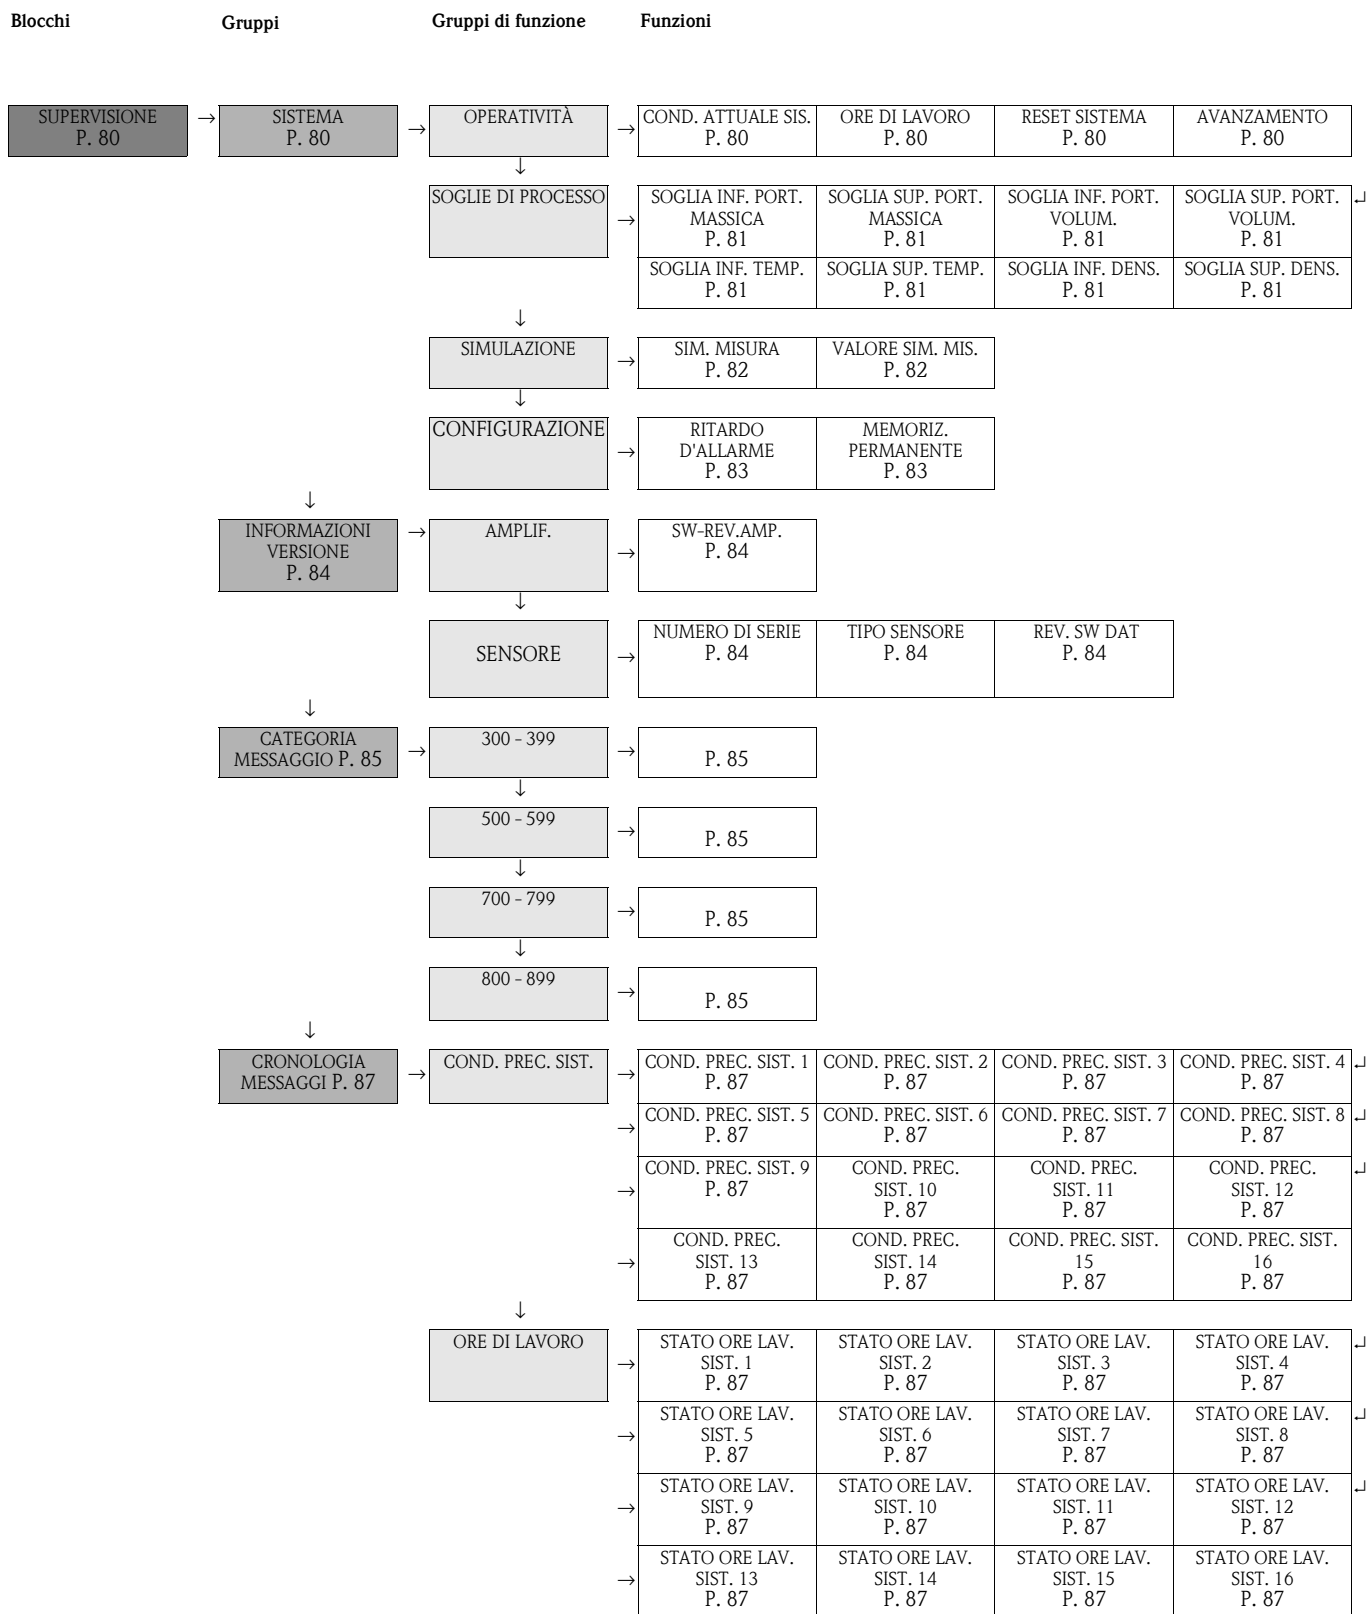 Blocchi
Gruppi
Gruppi di funzione
Funzioni
SUPERVISIONE
P. 80
→
SISTEMA
P. 80
→
OPERATIVITÀ
→
COND. ATTUALE SIS.
P. 80
ORE DI LAVORO
P. 80
RESET SISTEMA
P. 80
AVANZAMENTO
P. 80
↓
SOGLIE DI PROCESSO
→
SOGLIA INF. PORT.
MASSICA
P. 81
SOGLIA SUP. PORT.
MASSICA
P. 81
SOGLIA INF. PORT.
VOLUM.
P. 81
SOGLIA SUP. PORT.
VOLUM.
P. 81
↵
SOGLIA INF. TEMP.
P. 81
SOGLIA SUP. TEMP.
P. 81
SOGLIA INF. DENS.
P. 81
SOGLIA SUP. DENS.
P. 81
↓
SIMULAZIONE
→
SIM. MISURA
P. 82
VALORE SIM. MIS.
P. 82
↓
CONFIGURAZIONE
→
RITARDO
D'ALLARME
P. 83
MEMORIZ.
PERMANENTE
P. 83
↓
INFORMAZIONI
VERSIONE
P. 84
→
AMPLIF.
→
SW-REV.AMP.
P. 84
↓
SENSORE
→
NUMERO DI SERIE
P. 84
TIPO SENSORE
P. 84
REV. SW DAT
P. 84
↓
CATEGORIA
MESSAGGIO P. 85
→
300 - 399
→
P. 85
↓
500 - 599
→
P. 85
↓
700 - 799
→
P. 85
↓
800 - 899
→
P. 85
↓
CRONOLOGIA
MESSAGGI P. 87
→
COND. PREC. SIST.
→
COND. PREC. SIST. 1
P. 87
COND. PREC. SIST. 2
P. 87
COND. PREC. SIST. 3
P. 87
COND. PREC. SIST. 4
P. 87
↵
→
COND. PREC. SIST. 5
P. 87
COND. PREC. SIST. 6
P. 87
COND. PREC. SIST. 7
P. 87
COND. PREC. SIST. 8
P. 87
↵
→
COND. PREC. SIST. 9
P. 87
COND. PREC.
SIST. 10
P. 87
COND. PREC.
SIST. 11
P. 87
COND. PREC.
SIST. 12
P. 87
↵
→
COND. PREC.
SIST. 13
P. 87
COND. PREC.
SIST. 14
P. 87
COND. PREC. SIST.
15
P. 87
COND. PREC. SIST.
16
P. 87
↓
ORE DI LAVORO
→
STATO ORE LAV.
SIST. 1
P. 87
STATO ORE LAV.
SIST. 2
P. 87
STATO ORE LAV.
SIST. 3
P. 87
STATO ORE LAV.
SIST. 4
P. 87
↵
→
STATO ORE LAV.
SIST. 5
P. 87
STATO ORE LAV.
SIST. 6
P. 87
STATO ORE LAV.
SIST. 7
P. 87
STATO ORE LAV.
SIST. 8
P. 87
↵
→
STATO ORE LAV.
SIST. 9
P. 87
STATO ORE LAV.
SIST. 10
P. 87
STATO ORE LAV.
SIST. 11
P. 87
STATO ORE LAV.
SIST. 12
P. 87
↵
→
STATO ORE LAV.
SIST. 13
P. 87
STATO ORE LAV.
SIST. 14
P. 87
STATO ORE LAV.
SIST. 15
P. 87
STATO ORE LAV.
SIST. 16
P. 87